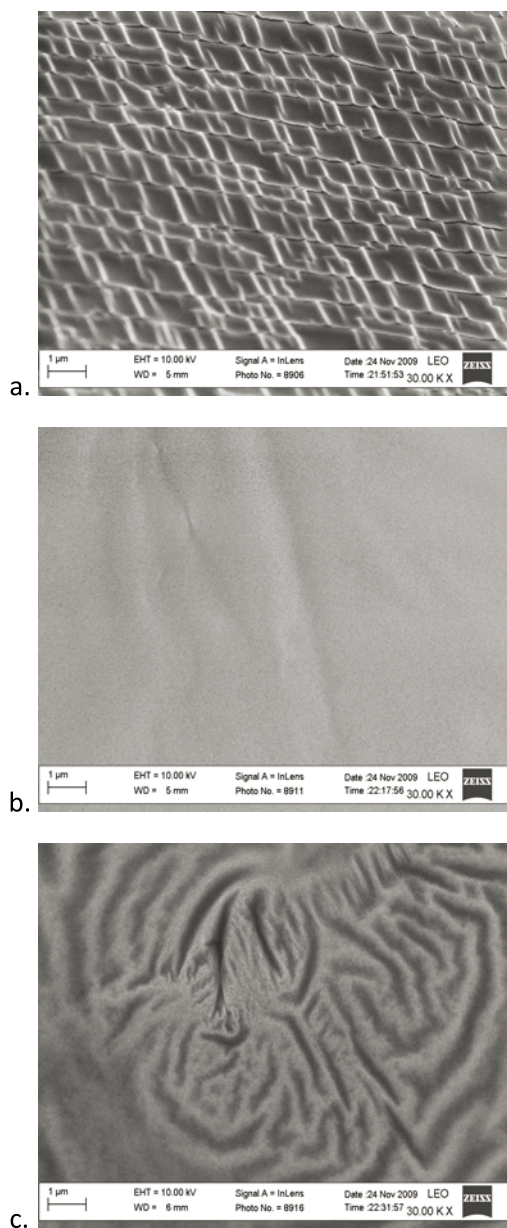 1 µm EHT = 10.00 kV Signal A = InLens Date :24 Nov 2009 LEO ZEISS
WD = 5 mm Photo No. = 8906 Time :21:51:53 30.00 K X
a.
1 µm EHT = 10.00 kV Signal A = InLens Date :24 Nov 2009 LEO ZEISS
WD = 5 mm Photo No. = 8911 Time :22:17:56 30.00 K X
b.
1 µm EHT = 10.00 kV Signal A = InLens Date :24 Nov 2009 LEO ZEISS
WD = 6 mm Photo No. = 8916 Time :22:31:57 30.00 K X
c.